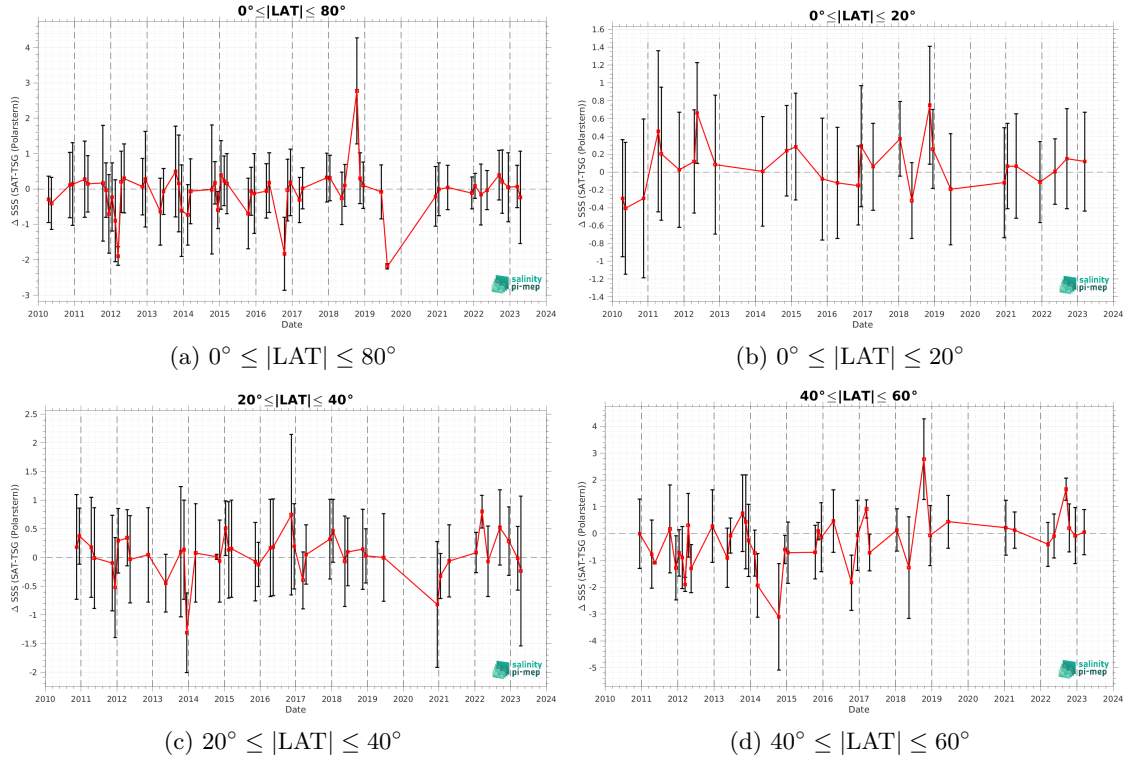 0°≤|LAT|≤ 80°
Δ SSS (SAT-TSG (Polarstern))
4
3
2
1
0
-1
-2
-3
2010 2011 2012 2013 2014 2015 2016 2017 2018 2019 2020 2021 2022 2023 2024
Date
salinity
pi-mep
(a) 0° ≤ |LAT| ≤ 80°
0°≤|LAT|≤ 20°
Δ SSS (SAT-TSG (Polarstern))
1.6
1.4
1.2
1
0.8
0.6
0.4
0.2
0
-0.2
-0.4
-0.6
-0.8
-1
-1.2
-1.4
2010 2011 2012 2013 2014 2015 2016 2017 2018 2019 2020 2021 2022 2023 2024
Date
salinity
pi-mep
(b) 0° ≤ |LAT| ≤ 20°
20°≤|LAT|≤ 40°
Δ SSS (SAT-TSG (Polarstern))
2.5
2
1.5
1
0.5
0
-0.5
-1
-1.5
-2
2010 2011 2012 2013 2014 2015 2016 2017 2018 2019 2020 2021 2022 2023 2024
Date
salinity
pi-mep
(c) 20° ≤ |LAT| ≤ 40°
40°≤|LAT|≤ 60°
Δ SSS (SAT-TSG (Polarstern))
4
3
2
1
0
-1
-2
-3
-4
-5
2010 2011 2012 2013 2014 2015 2016 2017 2018 2019 2020 2021 2022 2023 2024
Date
salinity
pi-mep
(d) 40° ≤ |LAT| ≤ 60°